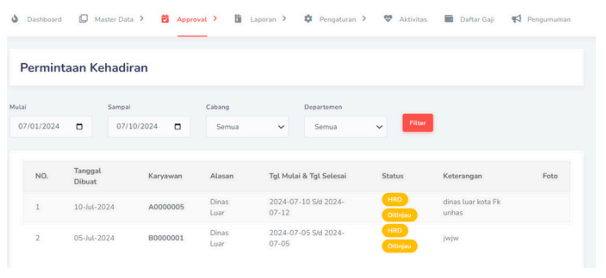 Dashboard Master Data > Approval > Laporan > Pengaturan > Aktivitas Daftar Gaji Pengumuman
Permintaan Kehadiran
Mulai Sampai Cabang Departemen
07/01/2024 07/10/2024 Semua Semua Filter
NO. Tanggal Dibuat Karyawan Alasan Tgl Mulai & Tgl Selesai Status Keterangan Foto
1 10-Jul-2024 A0000005 Dinas Luar 2024-07-10 S/d 2024-07-12 HRD Ditinjau dinas luar kota Fk unhas
2 05-Jul-2024 B0000001 Dinas Luar 2024-07-05 S/d 2024-07-05 HRD Ditinjau jwjw